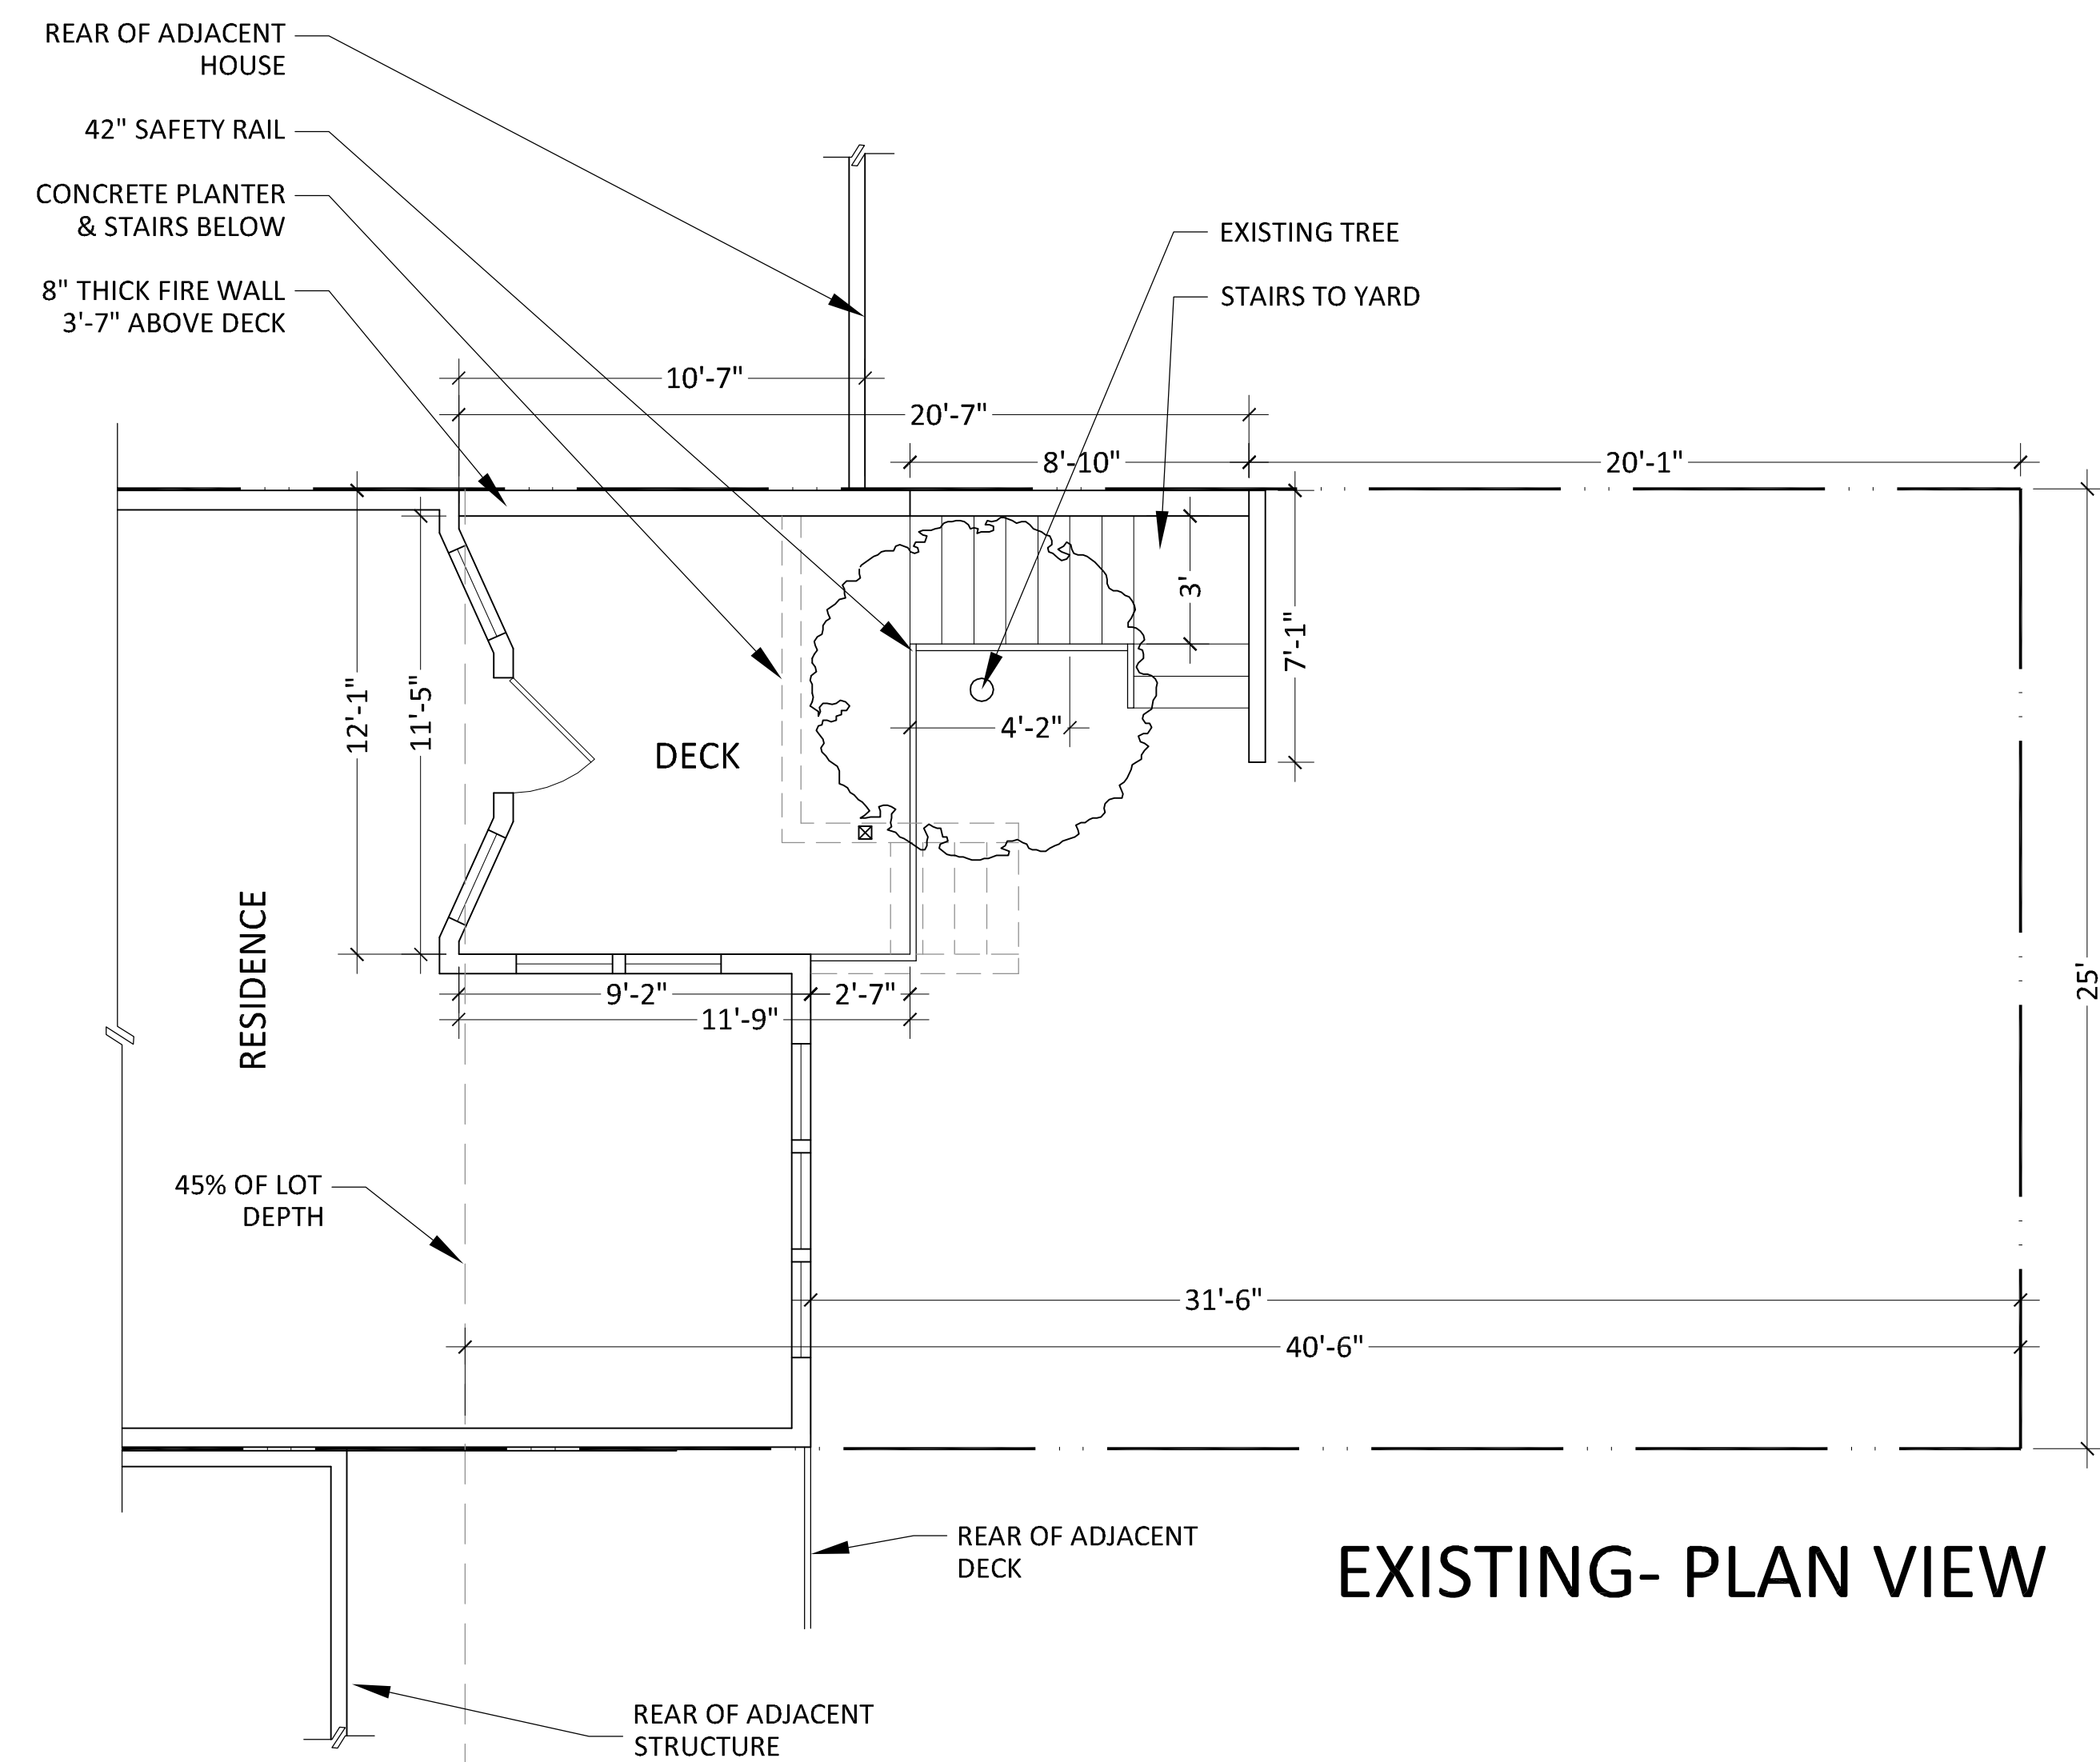 REAR OF ADJACENT
HOUSE
42" SAFETY RAIL
CONCRETE PLANTER
& STAIRS BELOW
8" THICK FIRE WALL
3'-7" ABOVE DECK
EXISTING TREE
STAIRS TO YARD
10'-7"
20'-7"
8'-10"
20'-1"
3'
7'-1"
12'-1"
11'-5"
4'-2"
DECK
RESIDENCE
9'-2"
2'-7"
11'-9"
25'
45% OF LOT
DEPTH
31'-6"
40'-6"
REAR OF ADJACENT
DECK
EXISTING- PLAN VIEW
REAR OF ADJACENT
STRUCTURE